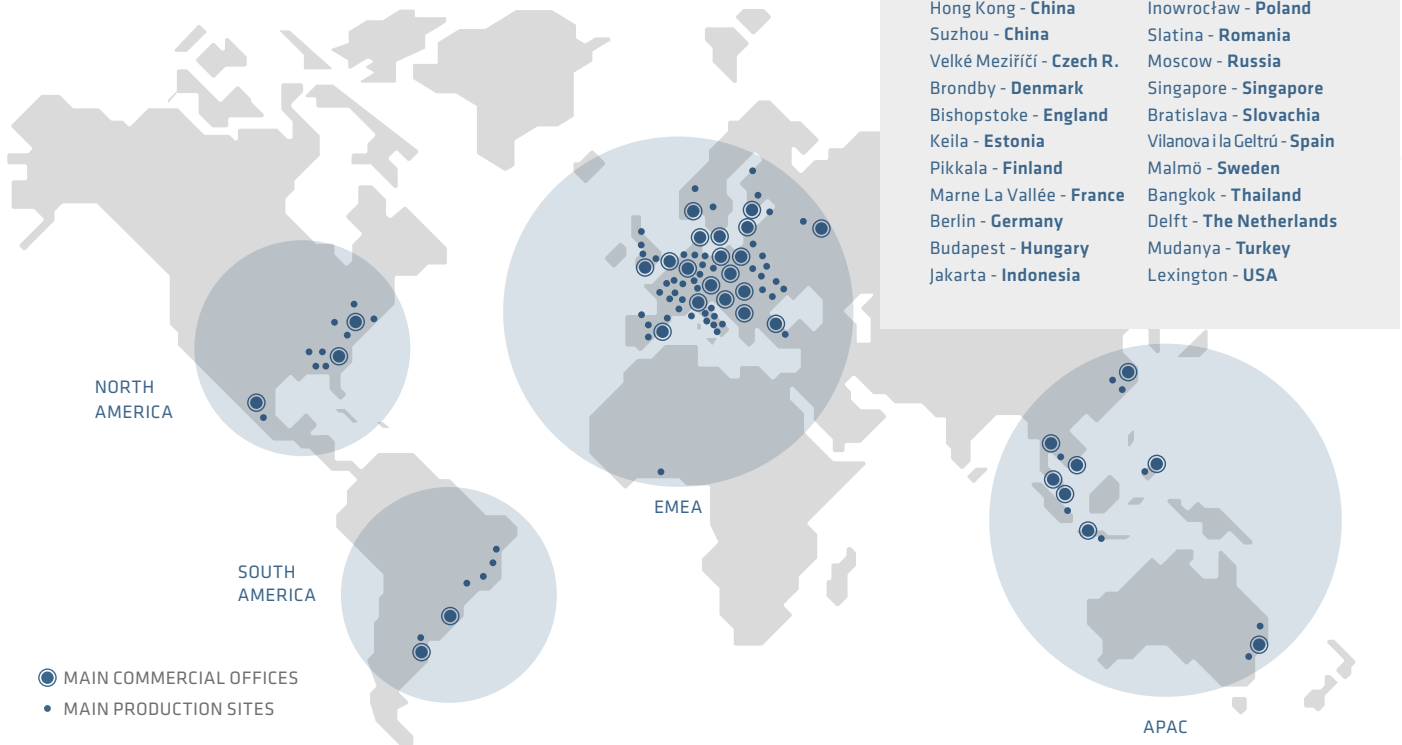 Hong Kong - China
Suzhou - China
Velké Meziříčí - Czech R.
Brondby - Denmark
Bishopstoke - England
Keila - Estonia
Pikkala - Finland
Marne La Vallée - France
Berlin - Germany
Budapest - Hungary
Jakarta - Indonesia
Inowrocław - Poland
Slatina - Romania
Moscow - Russia
Singapore - Singapore
Bratislava - Slovachia
Vilanova i la Geltrú - Spain
Malmö - Sweden
Bangkok - Thailand
Delft - The Netherlands
Mudanya - Turkey
Lexington - USA
NORTH
AMERICA
EMEA
SOUTH
AMERICA
APAC
MAIN COMMERCIAL OFFICES
MAIN PRODUCTION SITES